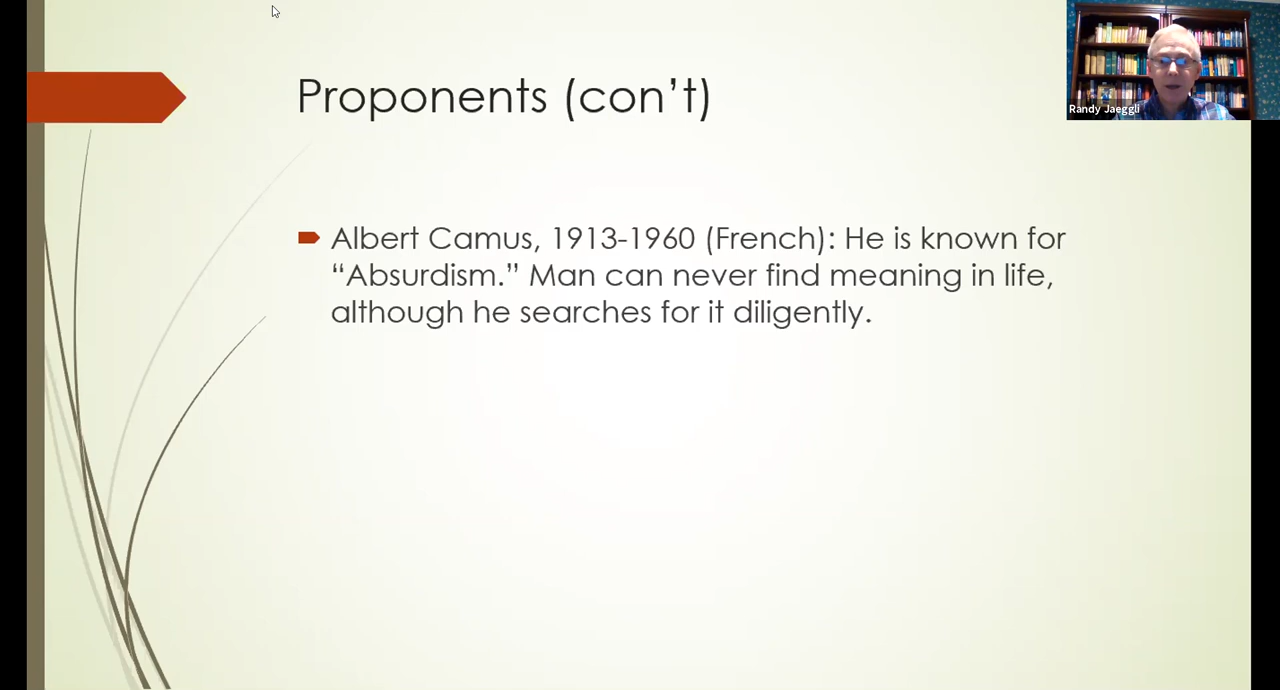 Proponents (con’t)
Randy Jaeggli
Albert Camus, 1913-1960 (French): He is known for
“Absurdism.” Man can never find meaning in life,
although he searches for it diligently.